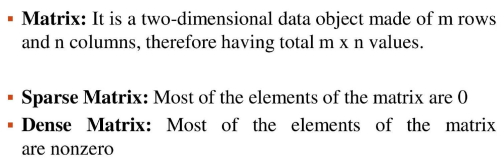 ▪ Matrix: It is a two-dimensional data object made of m rows
and n columns, therefore having total m x n values.
▪ Sparse Matrix: Most of the elements of the matrix are 0
▪ Dense Matrix: Most of the elements of the matrix
are nonzero